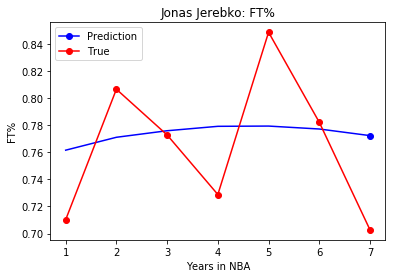 Jonas Jerebko: FT%
Prediction
True
FT%
0.84
0.82
0.80
0.78
0.76
0.74
0.72
0.70
1 2 3 4 5 6 7
Years in NBA